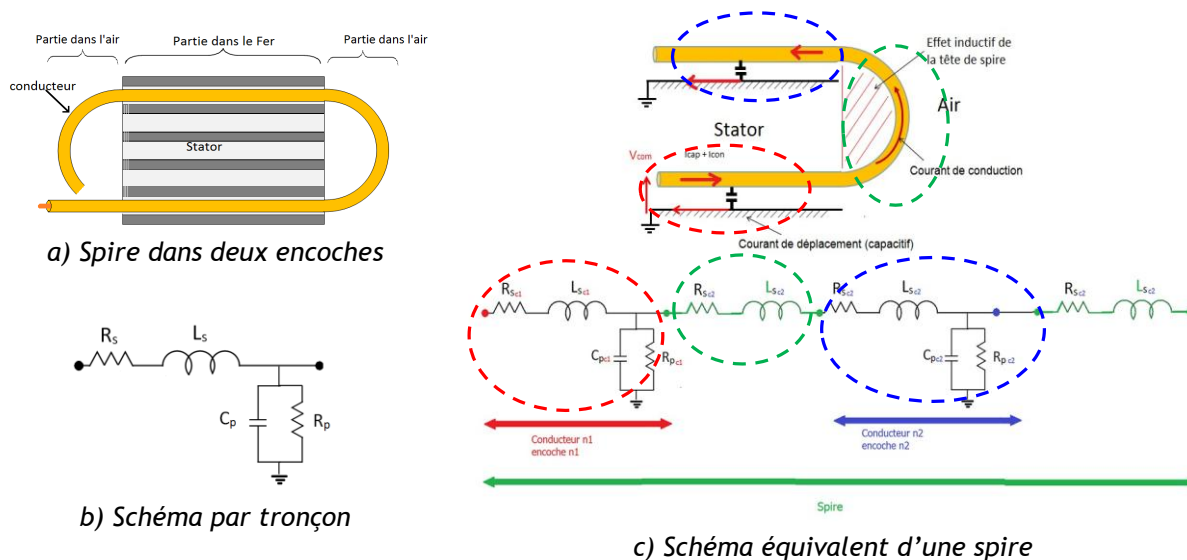 Partie dans l'air
Partie dans le Fer
Partie dans l'air
conducteur
Stator
a) Spire dans deux encoches
Rs
Ls
Cp
Rp
b) Schéma par tronçon
Effet inductif de
la tête de spire
Air
Stator
Vcom
Icap + Icon
Courant de conduction
Courant de déplacement (capacitif)
Rsc1
Lsc1
Rsc2
Lsc2
Rsc2
Lsc2
Rsc2
Lsc2
Cpc1
Rpc1
Cpc2
Rp c2
Conducteur n1
encoche n1
Conducteur n2
encoche n2
Spire
c) Schéma équivalent d’une spire